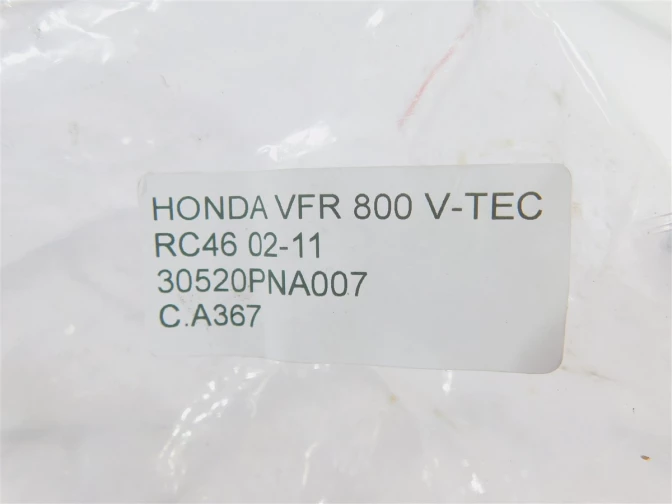 HONDA VFR 800 V-TEC
RC46 02-11
30520PNA007
C.A367